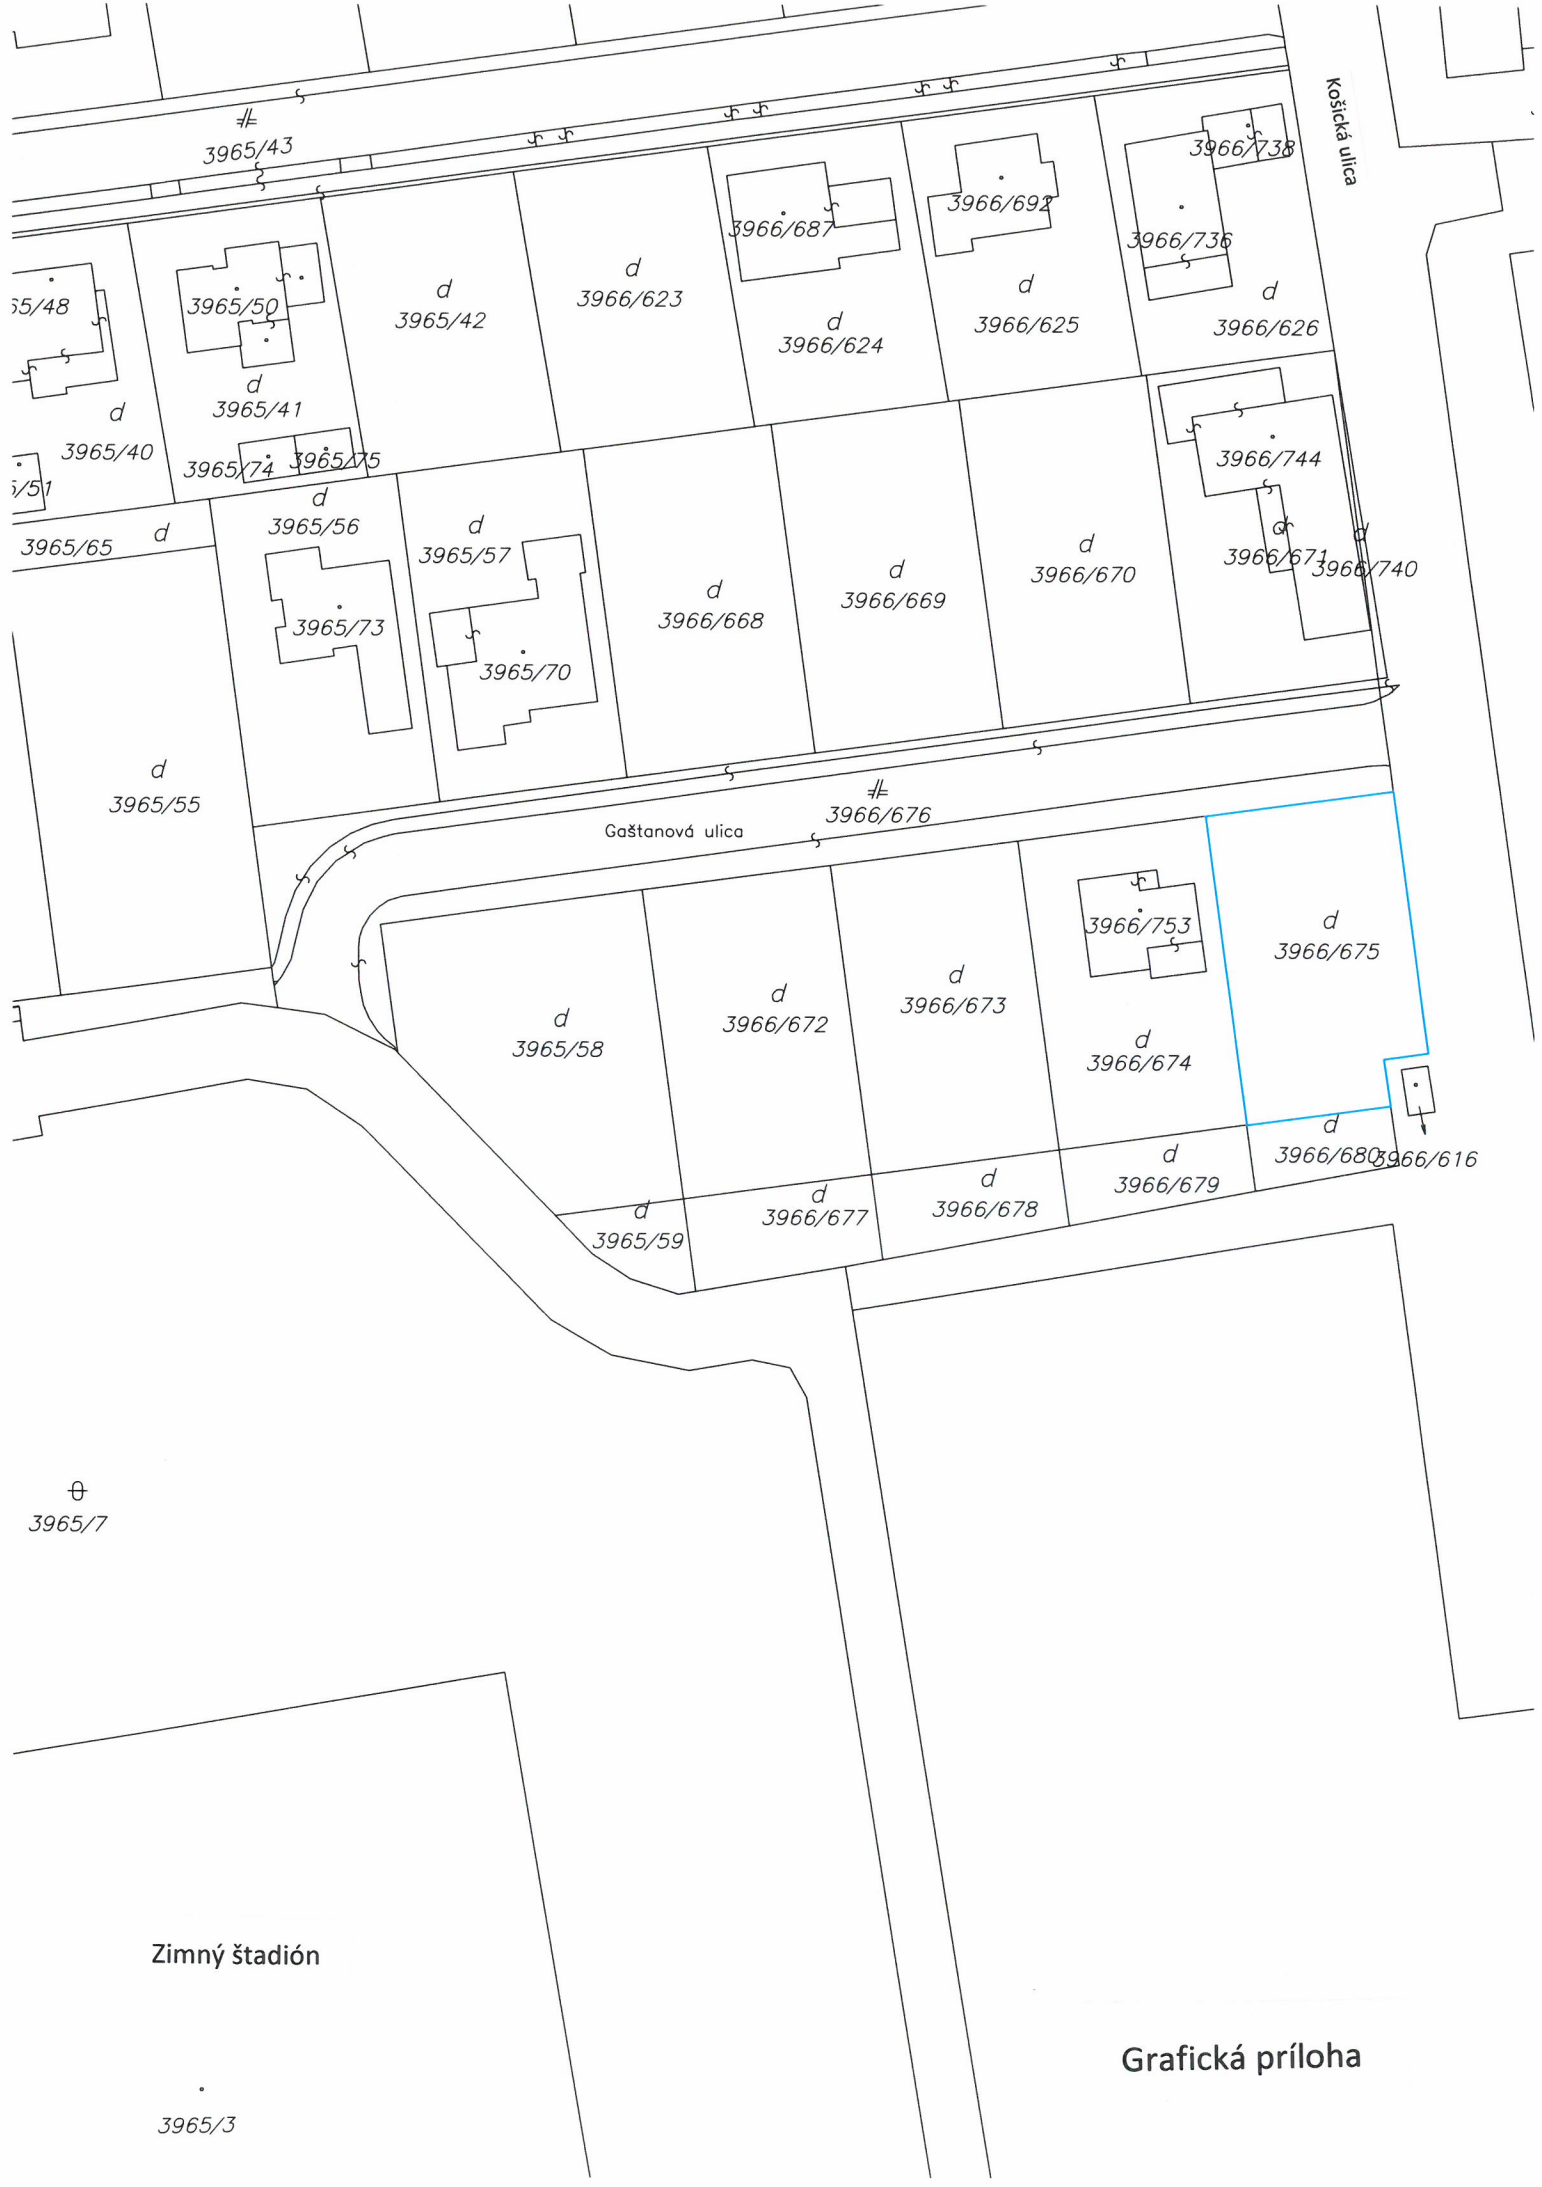 3965/43
Košická ulica
3966/738
3966/692
3966/687
3966/736
d
3966/623
d
3965/42
65/48
3965/50
d
3966/625
d
3966/626
d
3966/624
d
3965/41
d
3965/40
3965/74
3965/75
3966/744
5/51
d
3965/65
d
3965/56
d
3965/57
d
3966/670
d
3966/671
d
3966/740
d
3966/669
d
3966/668
3965/73
3965/70
d
3965/55
3966/676
Gaštanová ulica
3966/753
d
3966/675
d
3966/673
d
3966/672
d
3965/58
d
3966/674
d
3966/680
3966/616
d
3966/679
d
3966/678
d
3966/677
d
3965/59
3965/7
Zimný štadión
Grafická príloha
3965/3